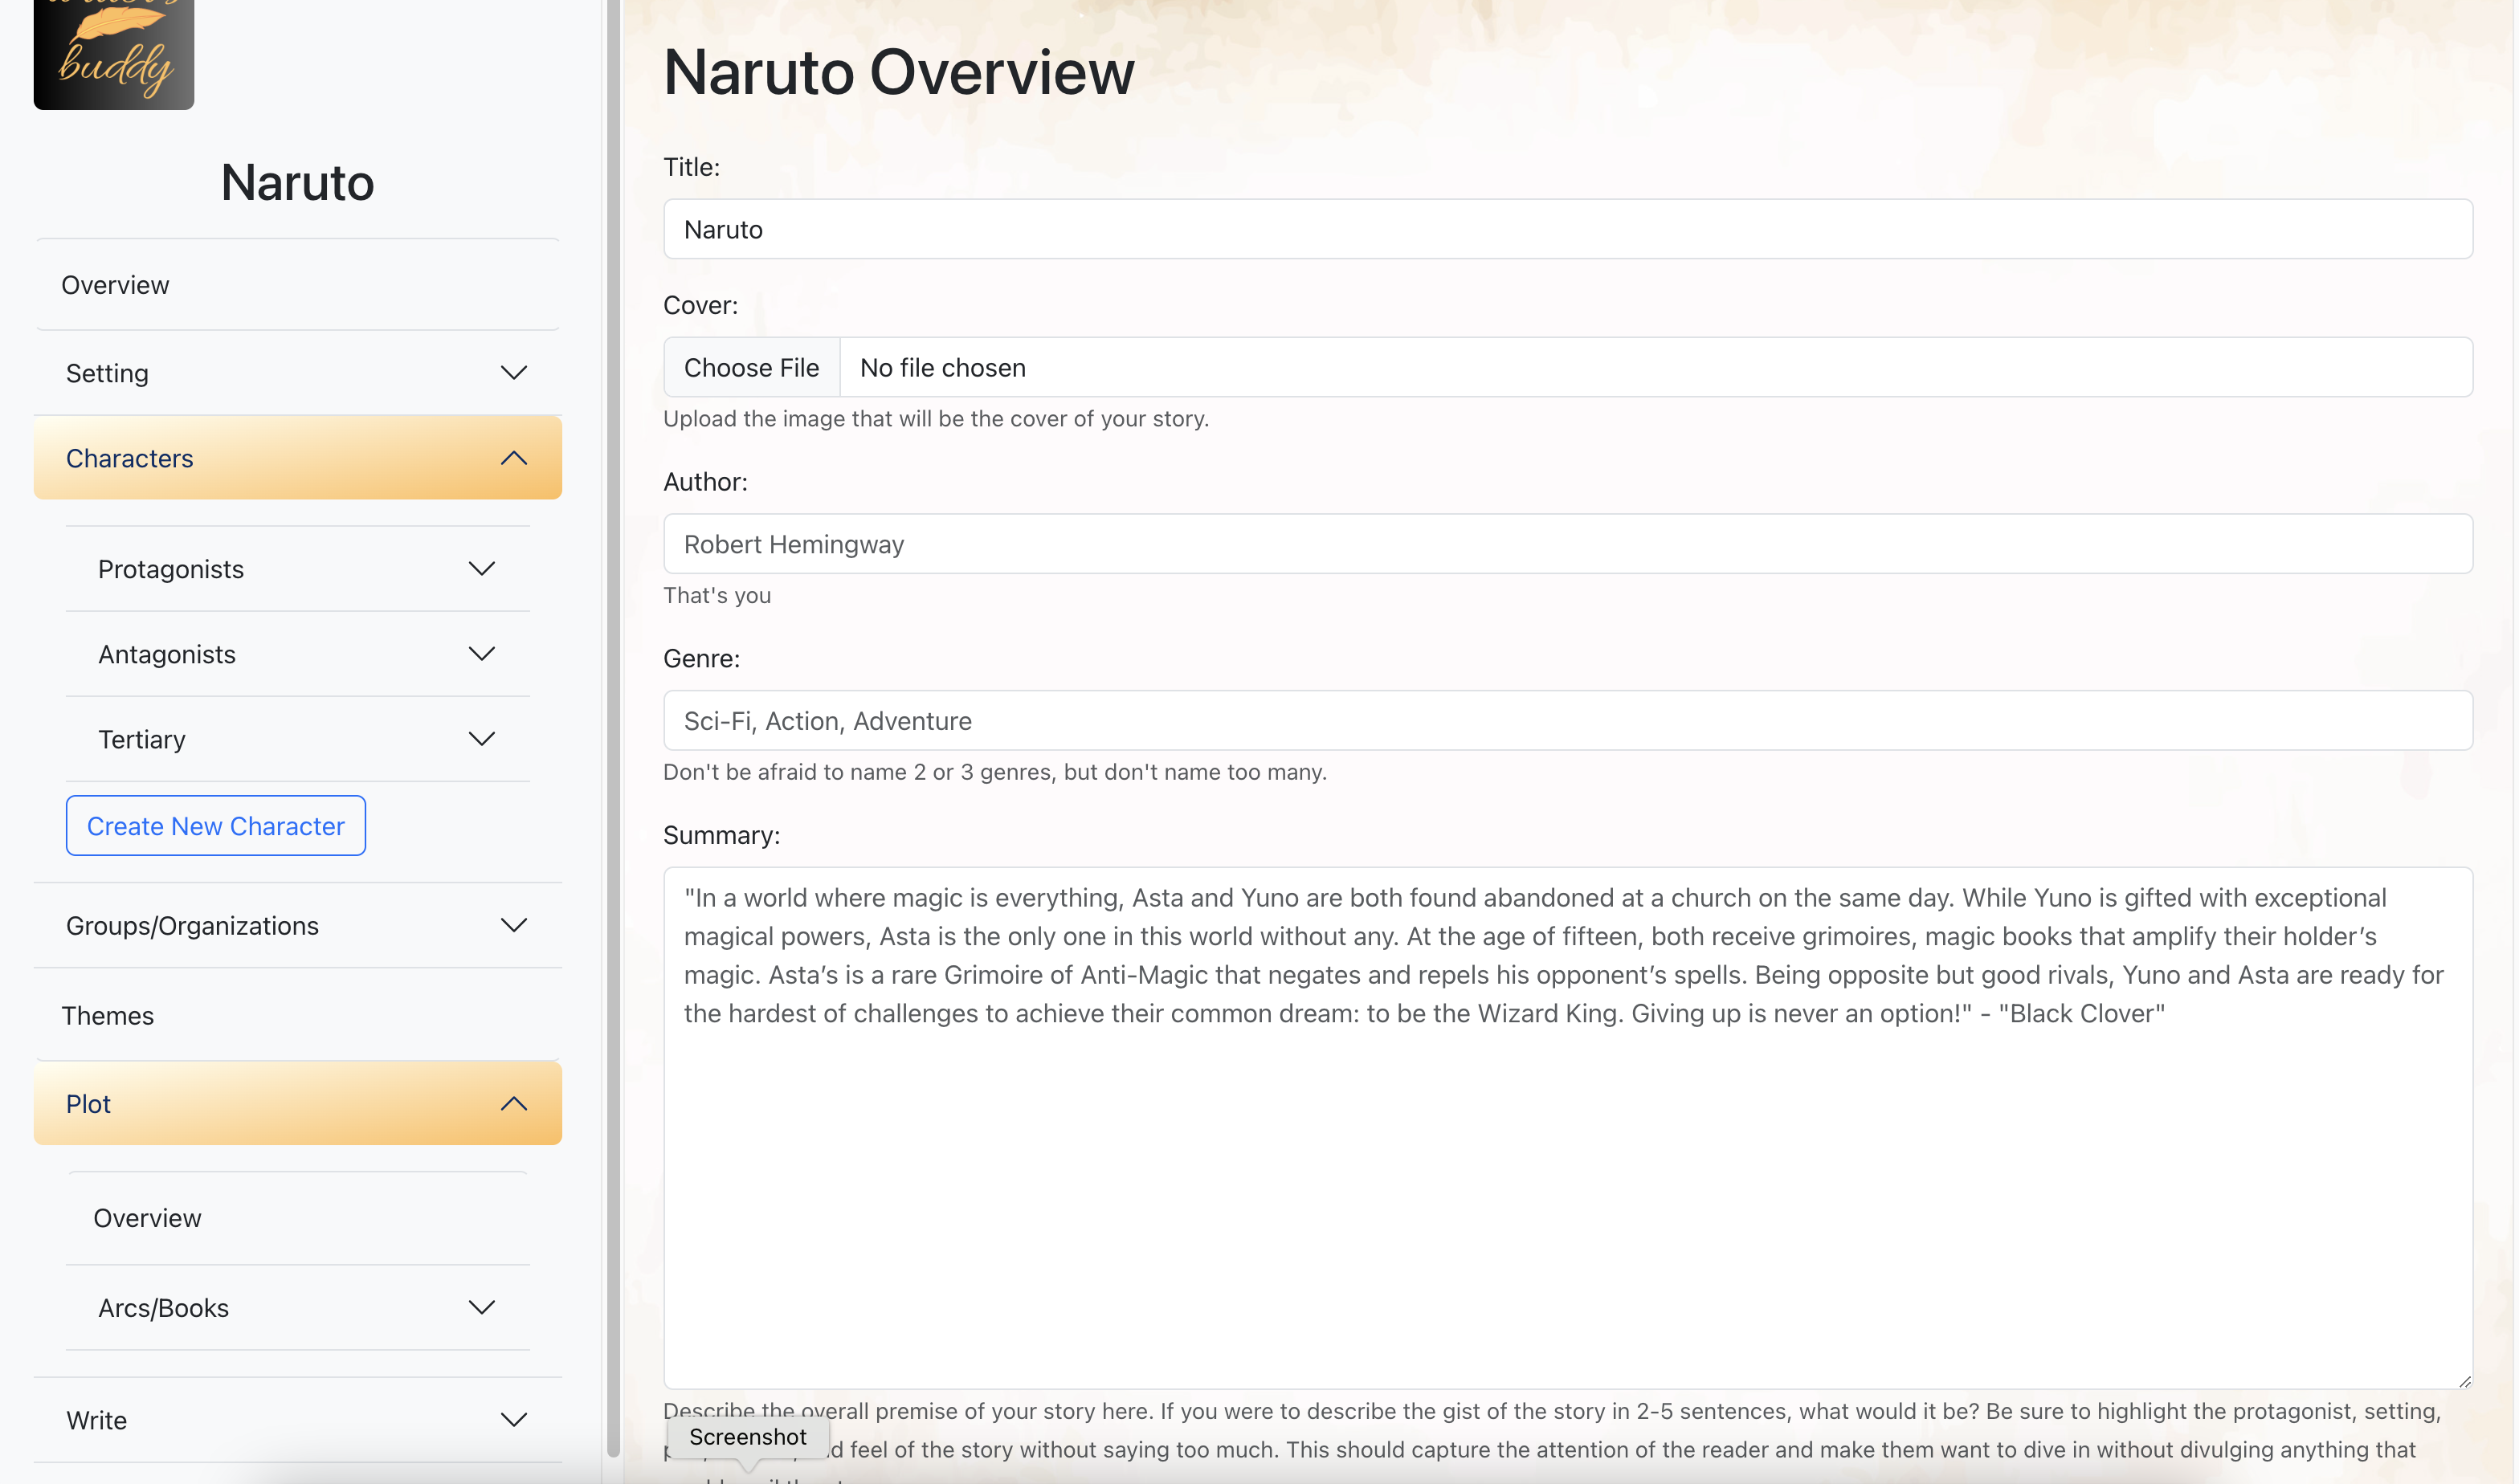 buddy
Naruto
Overview
Setting
Characters
Protagonists
Antagonists
Tertiary
Create New Character
Groups/Organizations
Themes
Plot
Overview
Arcs/Books
Write
Naruto Overview
Title:
Naruto
Cover:
Choose File No file chosen
Upload the image that will be the cover of your story.
Author:
Robert Hemingway
That's you
Genre:
Sci-Fi, Action, Adventure
Don't be afraid to name 2 or 3 genres, but don't name too many.
Summary:
"In a world where magic is everything, Asta and Yuno are both found abandoned at a church on the same day. While Yuno is gifted with exceptional
magical powers, Asta is the only one in this world without any. At the age of fifteen, both receive grimoires, magic books that amplify their holder’s
magic. Asta’s is a rare Grimoire of Anti-Magic that negates and repels his opponent’s spells. Being opposite but good rivals, Yuno and Asta are ready for
the hardest of challenges to achieve their common dream: to be the Wizard King. Giving up is never an option!" - "Black Clover"
Describe the overall premise of your story here. If you were to describe the gist of the story in 2-5 sentences, what would it be? Be sure to highlight the protagonist, setting,
Screenshot
feel of the story without saying too much. This should capture the attention of the reader and make them want to dive in without divulging anything that